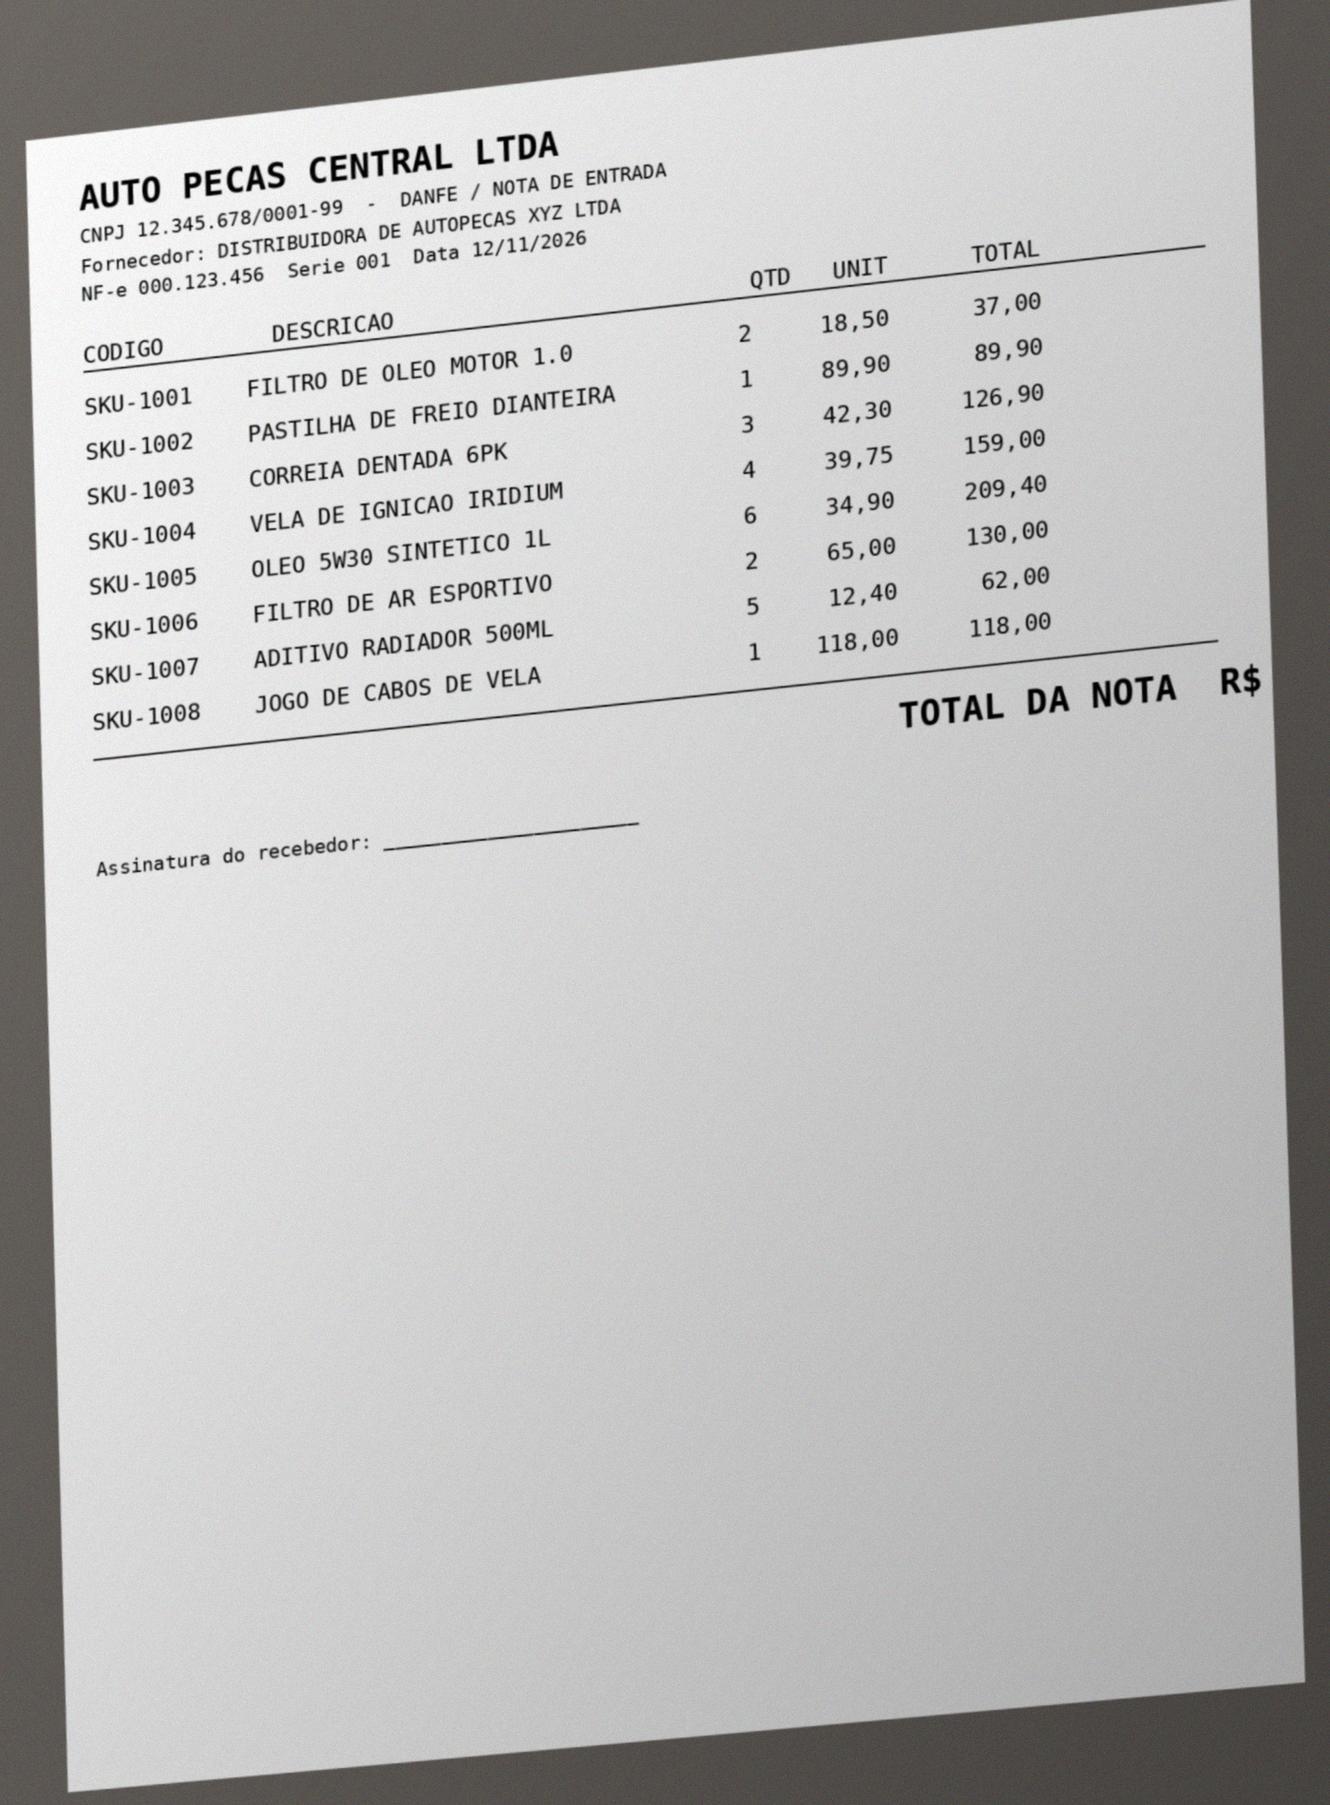 AUTO PECAS CENTRAL LTDA
CNPJ 12.345.678/0001-99 - DANFE / NOTA DE ENTRADA
Fornecedor: DISTRIBUIDORA DE AUTOPECAS XYZ LTDA
NF-e 000.123.456 Serie 001 Data 12/11/2026
CODIGO DESCRICAO QTD UNIT TOTAL
SKU-1001 FILTRO DE OLEO MOTOR 1.0 2 18,50 37,00
SKU-1002 PASTILHA DE FREIO DIANTEIRA 1 89,90 89,90
SKU-1003 CORREIA DENTADA 6PK 3 42,30 126,90
SKU-1004 VELA DE IGNICAO IRIDIUM 4 39,75 159,00
SKU-1005 OLEO 5W30 SINTETICO 1L 6 34,90 209,40
SKU-1006 FILTRO DE AR ESPORTIVO 2 65,00 130,00
SKU-1007 ADITIVO RADIADOR 500ML 5 12,40 62,00
SKU-1008 JOGO DE CABOS DE VELA 1 118,00 118,00
TOTAL DA NOTA R$
Assinatura do recebedor: ______________________